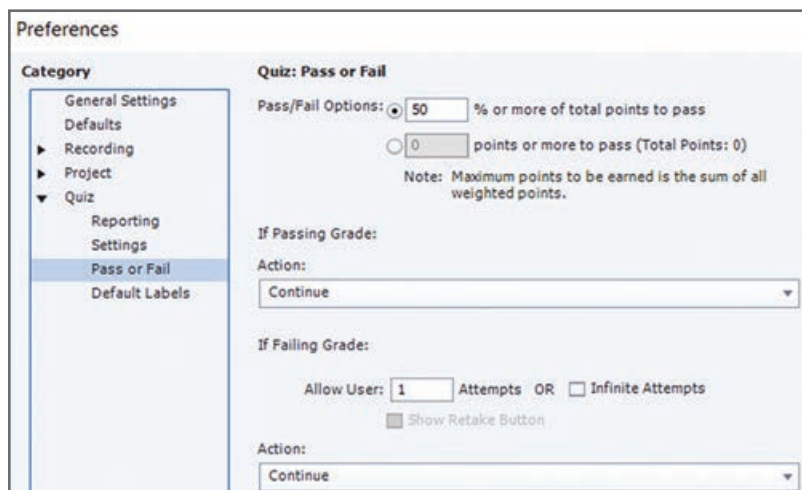 Preferences
Category
General Settings
Defaults
Recording
Project
Quiz
Reporting
Settings
Pass or Fail
Default Labels
Quiz: Pass or Fail
Pass/Fail Options: 50 % or more of total points to pass
0 points or more to pass (Total Points: 0)
Note: Maximum points to be earned is the sum of all
weighted points.
If Passing Grade:
Action:
Continue
If Failing Grade:
Allow User: 1 Attempts OR Infinite Attempts
Show Retake Button
Action:
Continue